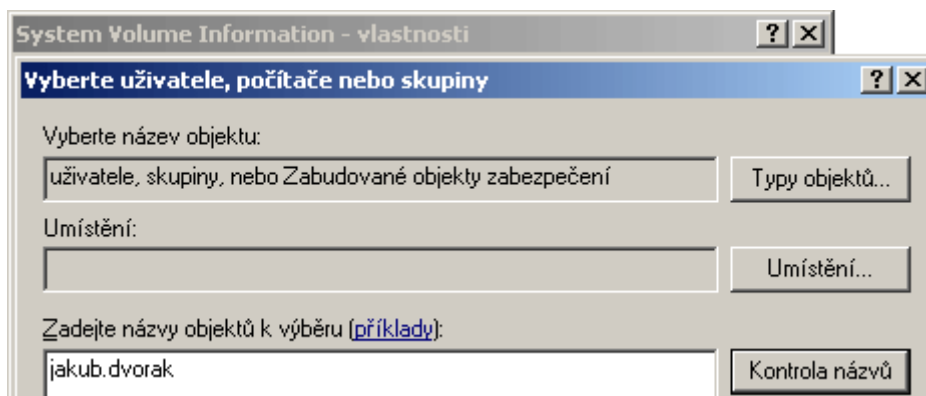 System Volume Information - vlastnosti
Vyberte uživatele, počítače nebo skupiny
Vyberte název objektu:
uživatele, skupiny, nebo Zabudované objekty zabezpečení
Typy objektů...
Umístění:
Umístění...
Zadejte názvy objektů k výběru (příklady):
jakub.dvorak
Kontrola názvů